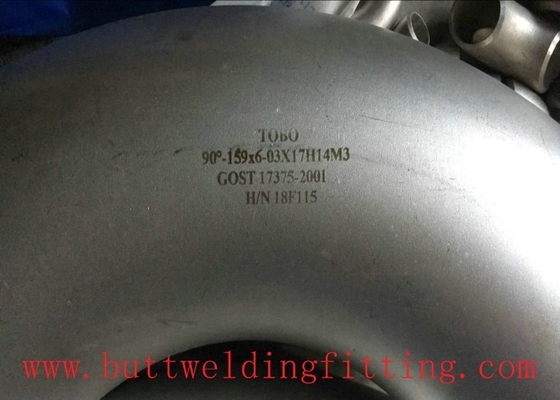 TOBO
90°-159x6-03X17H14M3
GOST 17375-2001
H/N 18F115
www.buttweldingfitting.com